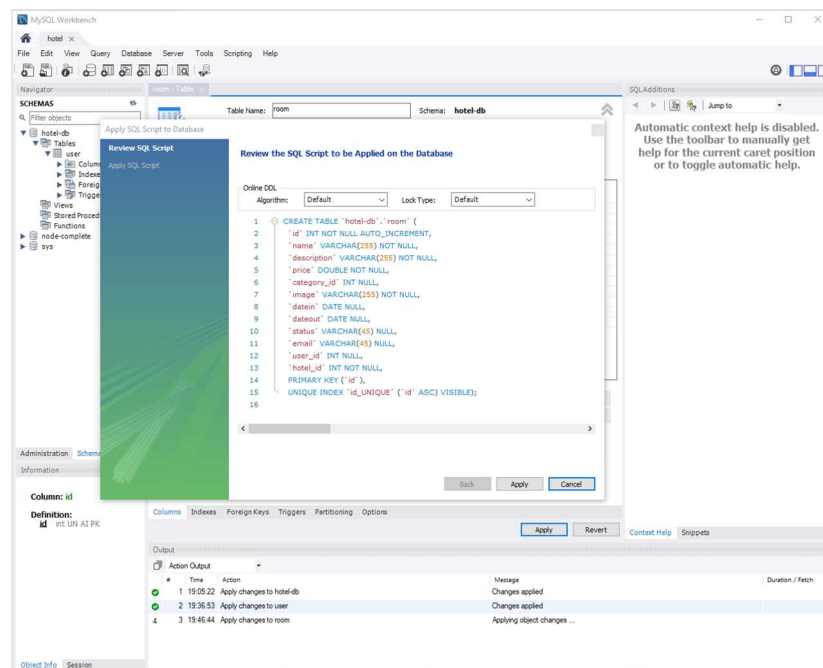 MySQL Workbench
hotel
File Edit View Query Database Server Tools Scripting Help
Navigator
SCHEMAS
Filter objects
hotel-db
Tables
user
Colum
Indexe
Foreig
Trigge
Views
Stored Proced
Functions
node-complete
sys
Administration Schema
Information
Column: id
Definition:
id int UN AI PK
Object Info Session
room - Table
Table Name: room Schema: hotel-db
Apply SQL Script to Database
Review SQL Script
Apply SQL Script
Review the SQL Script to be Applied on the Database
Online DDL
Algorithm: Default Lock Type: Default
1 CREATE TABLE `hotel-db`.`room` (
2 `id` INT NOT NULL AUTO_INCREMENT,
3 `name` VARCHAR(255) NOT NULL,
4 `description` VARCHAR(255) NOT NULL,
5 `price` DOUBLE NOT NULL,
6 `category_id` INT NULL,
7 `image` VARCHAR(255) NOT NULL,
8 `datein` DATE NULL,
9 `dateout` DATE NULL,
10 `status` VARCHAR(45) NULL,
11 `email` VARCHAR(45) NULL,
12 `user_id` INT NULL,
13 `hotel_id` INT NOT NULL,
14 PRIMARY KEY (`id`),
15 UNIQUE INDEX `id_UNIQUE` (`id` ASC) VISIBLE);
16
Back Apply Cancel
Columns Indexes Foreign Keys Triggers Partitioning Options
Apply Revert
SQLAdditions
Jump to
Automatic context help is disabled.
Use the toolbar to manually get
help for the current caret position
or to toggle automatic help.
Context Help Snippets
Output
Action Output
# Time Action Message Duration / Fetch
1 19:05:22 Apply changes to hotel-db Changes applied
2 19:36:53 Apply changes to user Changes applied
4 3 19:46:44 Apply changes to room Applying object changes ...